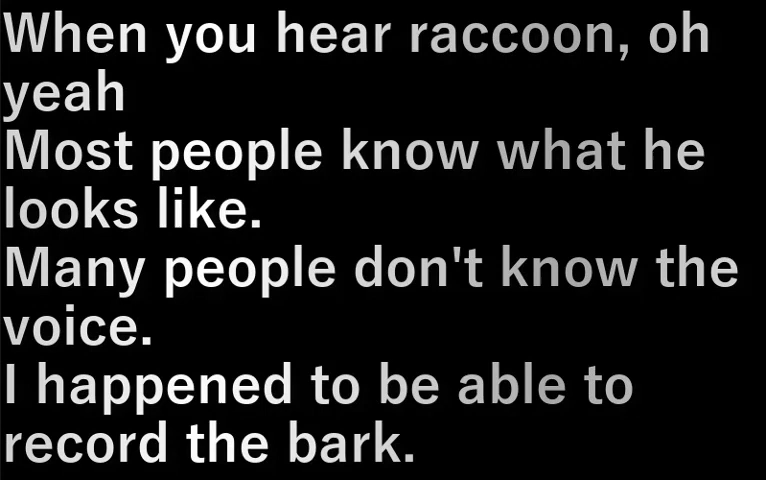 When you hear raccoon, oh
yeah
Most people know what he
looks like.
Many people don't know the
voice.
I happened to be able to
record the bark.